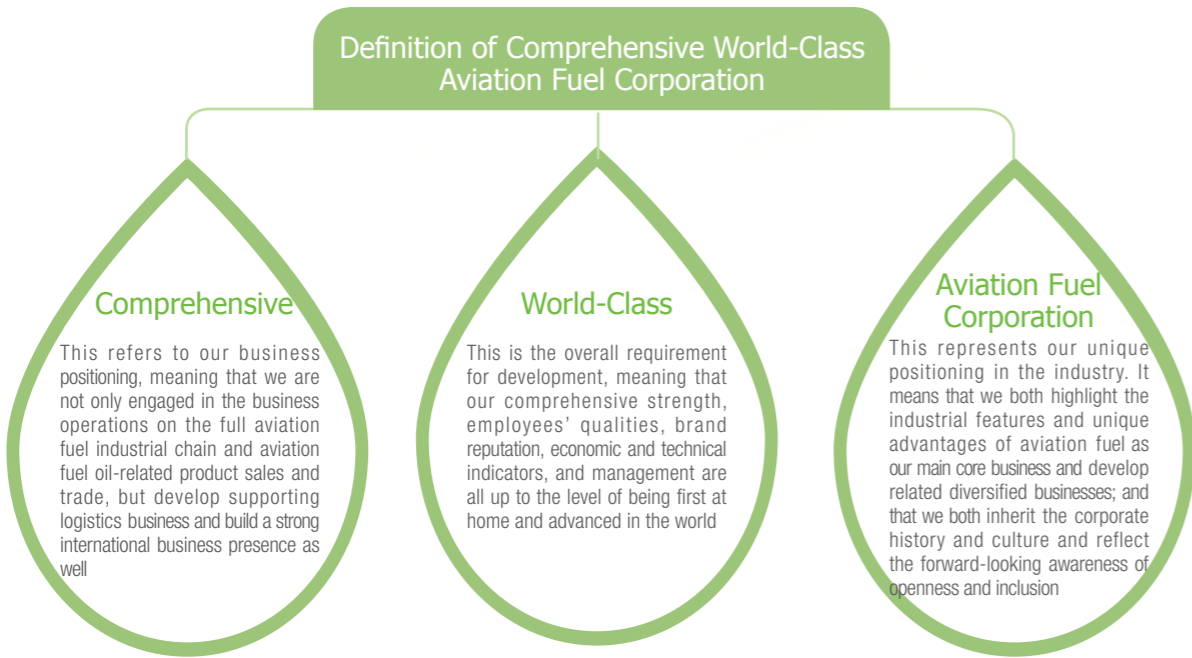 Definition of Comprehensive World-Class
Aviation Fuel Corporation
Comprehensive
This refers to our business
positioning, meaning that we are
not only engaged in the business
operations on the full aviation
fuel industrial chain and aviation
fuel oil-related product sales and
trade, but develop supporting
logistics business and build a strong
international business presence as
well
World-Class
This is the overall requirement
for development, meaning that
our comprehensive strength,
employees' qualities, brand
reputation, economic and technical
indicators, and management are
all up to the level of being first at
home and advanced in the world
Aviation Fuel
Corporation
This represents our unique
positioning in the industry. It
means that we both highlight the
industrial features and unique
advantages of aviation fuel as
our main core business and develop
related diversified businesses; and
that we both inherit the corporate
history and culture and reflect
the forward-looking awareness of
openness and inclusion